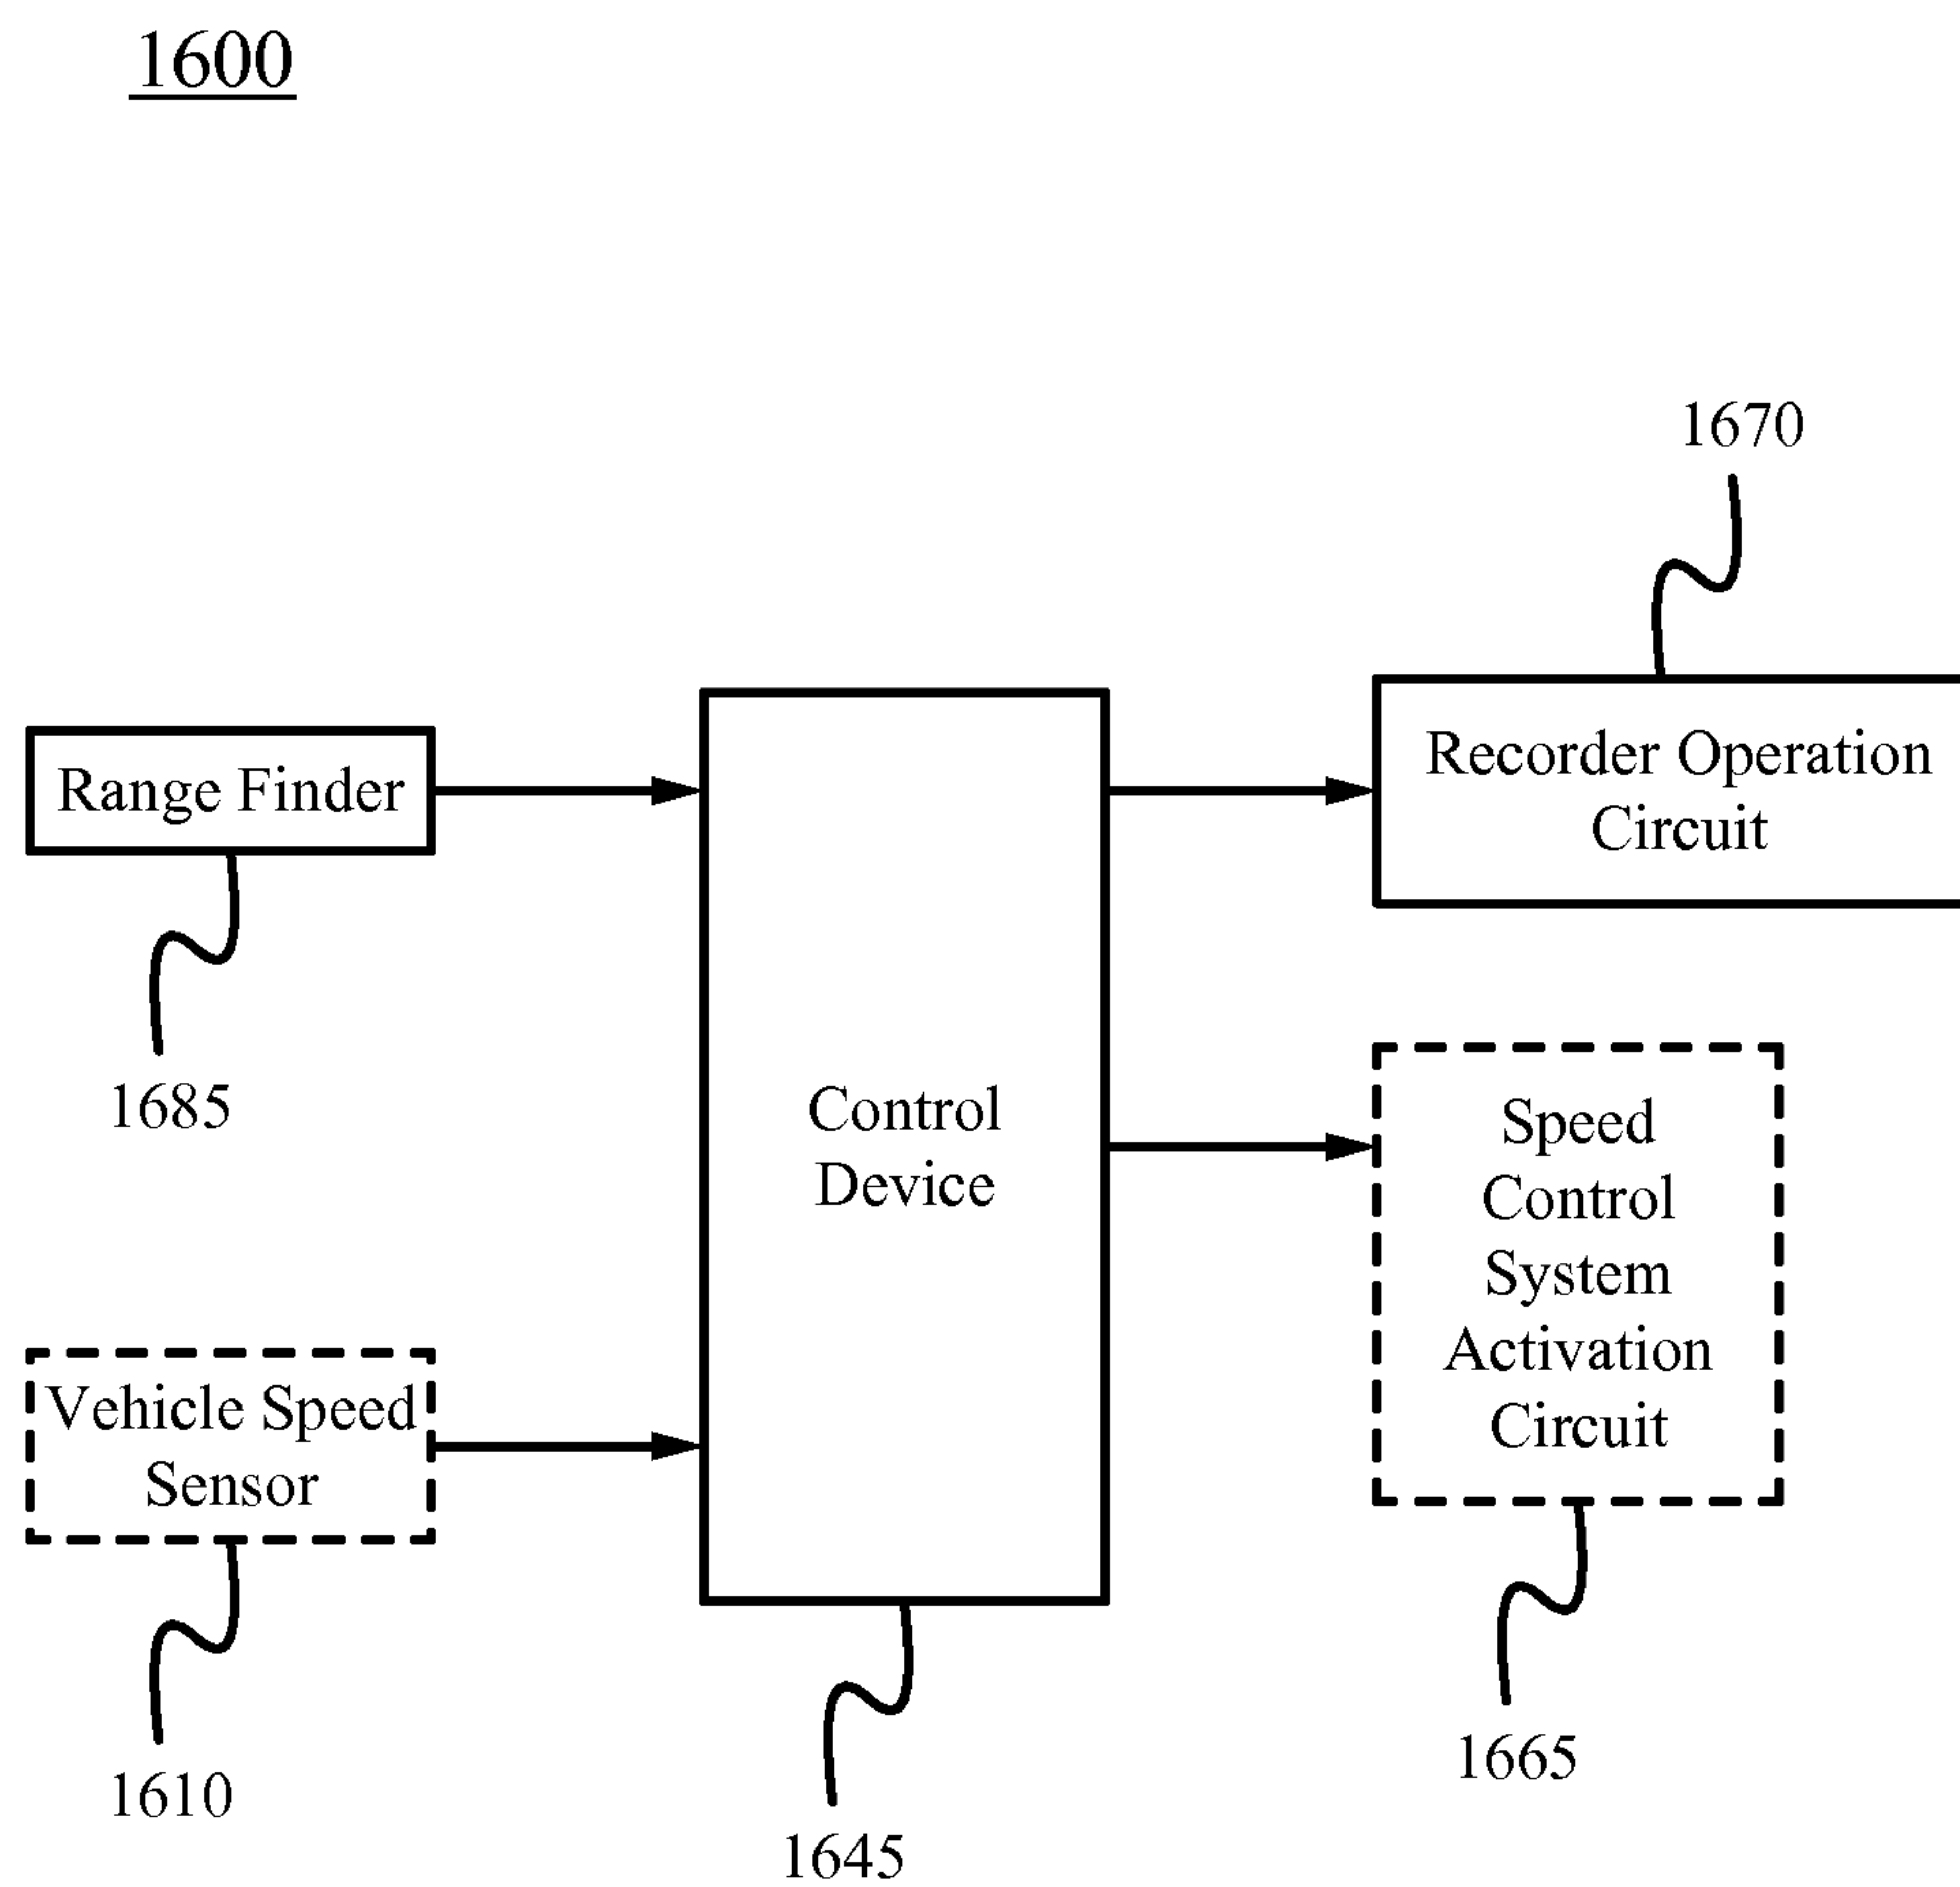 1600
1670
Recorder Operation
Circuit
Range Finder
1685
Control
Device
Speed
Control
System
Activation
Circuit
Vehicle Speed
Sensor
1610
1645
1665